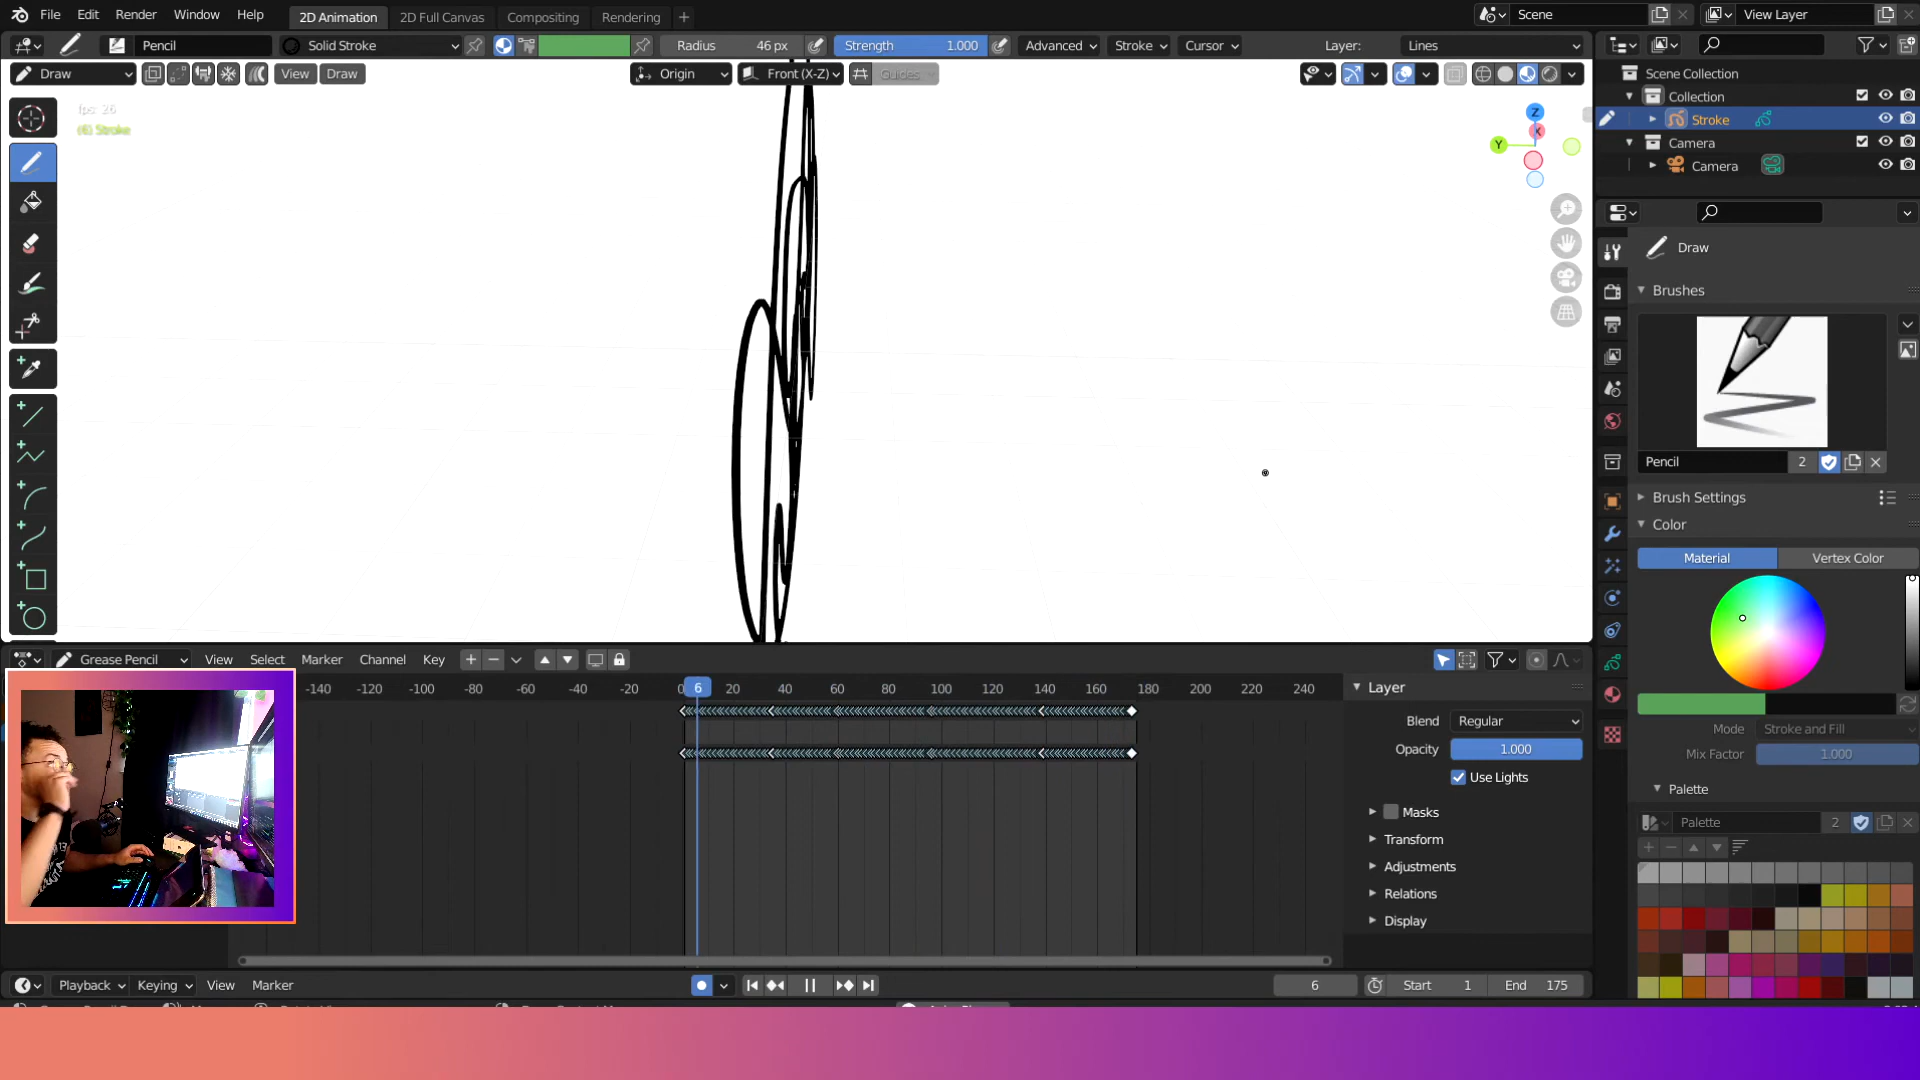 File Edit Render Window Help 2D Animation 2D Full Canvas Compositing Rendering + Scene View Layer
Pencil Solid Stroke Radius 46 px Strength 1.000 Advanced Stroke Cursor Layer: Lines
Draw View Draw Origin Front (X-Z) Guides
Scene Collection
Collection
Stroke
Camera
Camera
fps: 26
(6) Stroke
Z
X
Y
Draw
Brushes
Pencil 2
Brush Settings
Color
Material Vertex Color
Mode Stroke and Fill
Mix Factor 1.000
Palette
Palette 2
Grease Pencil View Select Marker Channel Key
-140 -120 -100 -80 -60 -40 -20 0 6 20 40 60 80 100 120 140 160 180 200 220 240
Layer
Blend Regular
Opacity 1.000
Use Lights
Masks
Transform
Adjustments
Relations
Display
Playback Keying View Marker 6 Start 1 End 175